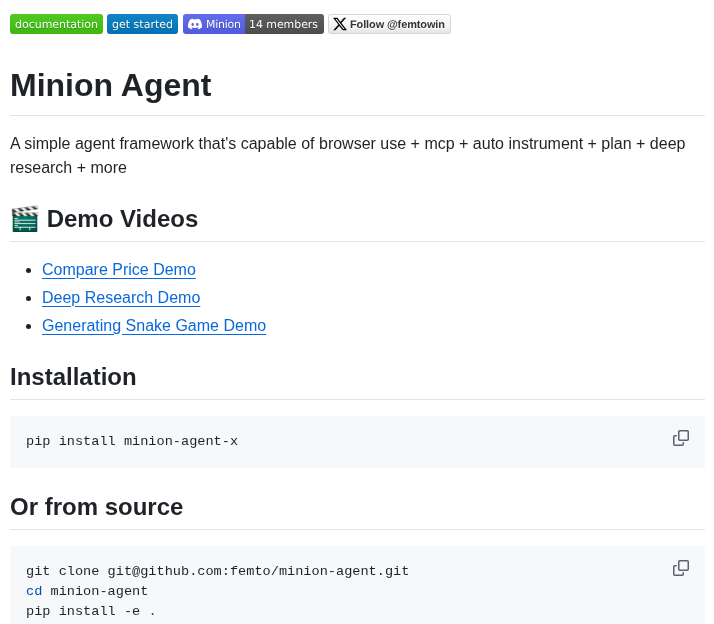 documentation get started Minion 14 members Follow @femtowin
Minion Agent
A simple agent framework that's capable of browser use + mcp + auto instrument + plan + deep
research + more
🎬 Demo Videos
Compare Price Demo
Deep Research Demo
Generating Snake Game Demo
Installation
pip install minion-agent-x
Or from source
git clone git@github.com:femto/minion-agent.git
cd minion-agent
pip install -e .